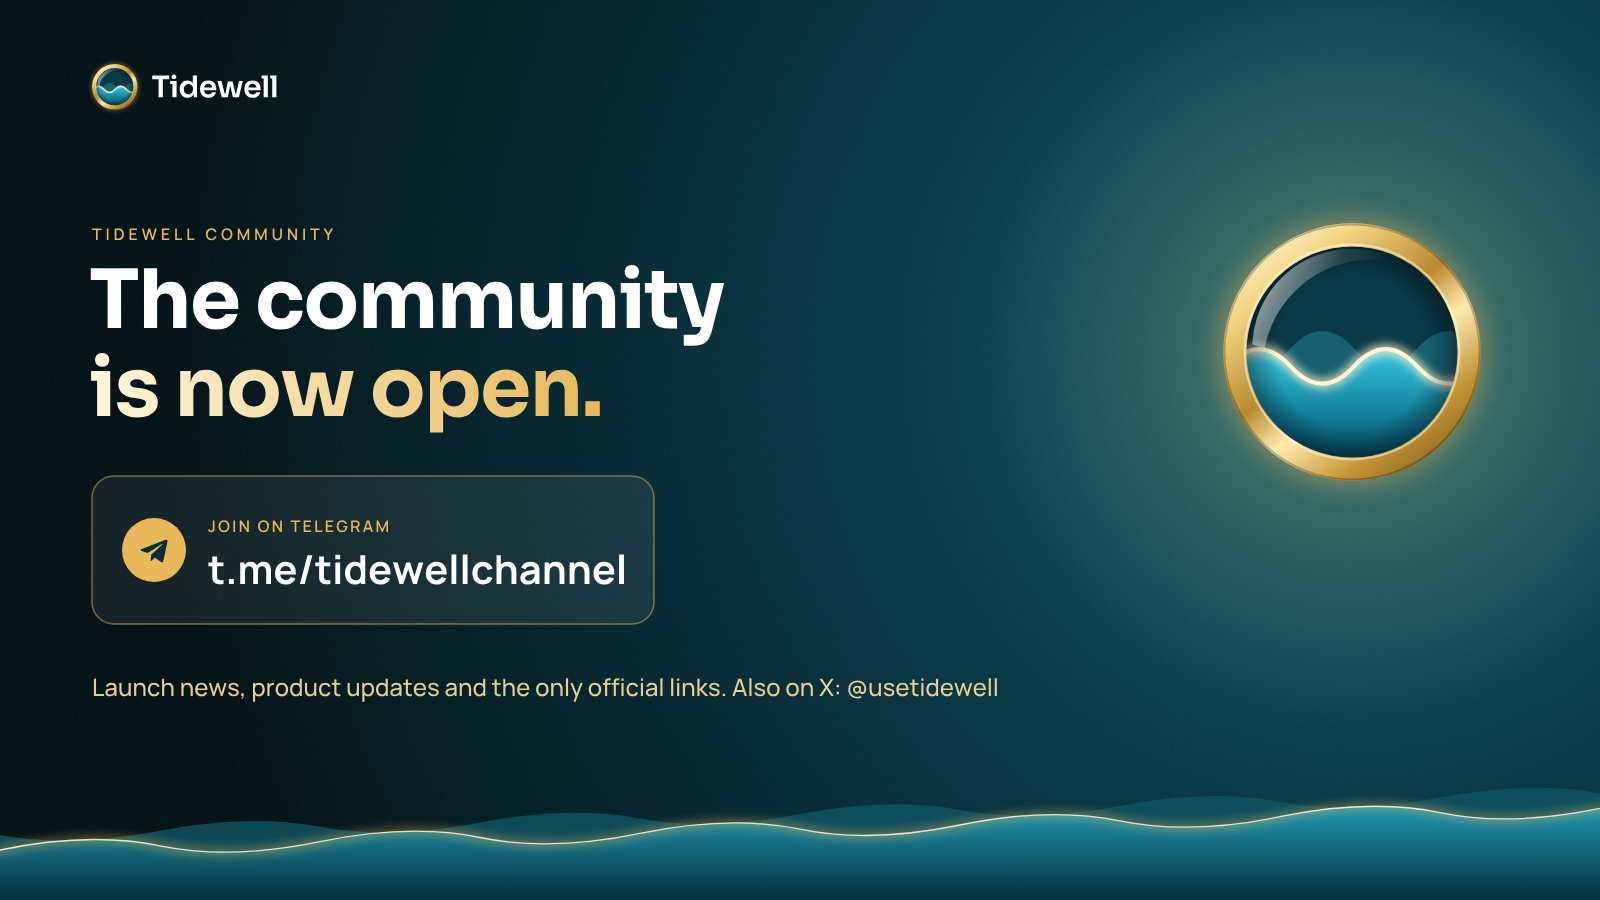 Tidewell
TIDEWELL COMMUNITY
The community
is now open.
JOIN ON TELEGRAM
t.me/tidewellchannel
Launch news, product updates and the only official links. Also on X: @usetidewell